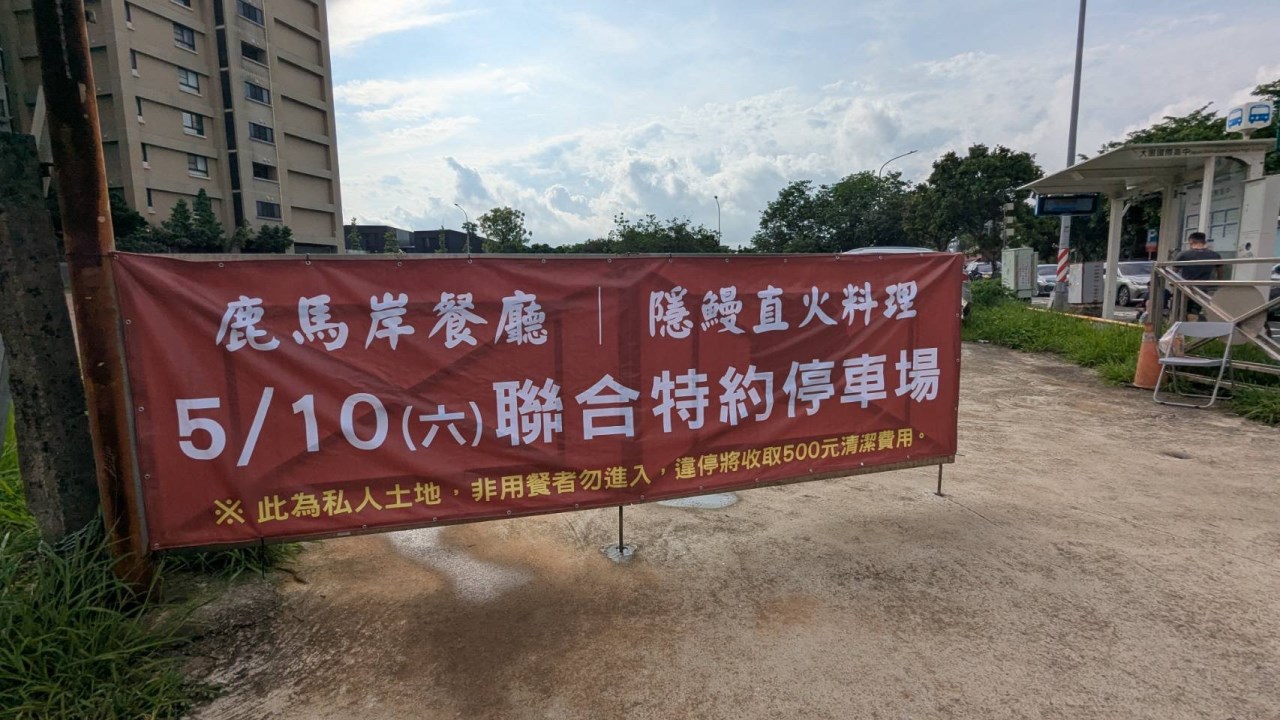 鹿馬岸餐廳｜隱鰻直火料理
5/10(六)聯合特約停車場
※ 此為私人土地，非用餐者勿進入，違停將收取500元清潔費用。